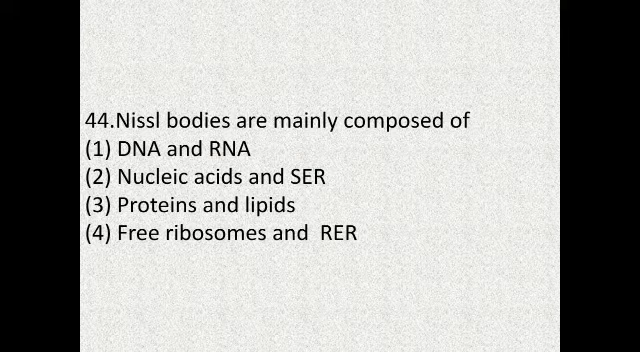 44.Nissl bodies are mainly composed of
(1) DNA and RNA
(2) Nucleic acids and SER
(3) Proteins and lipids
(4) Free ribosomes and  RER